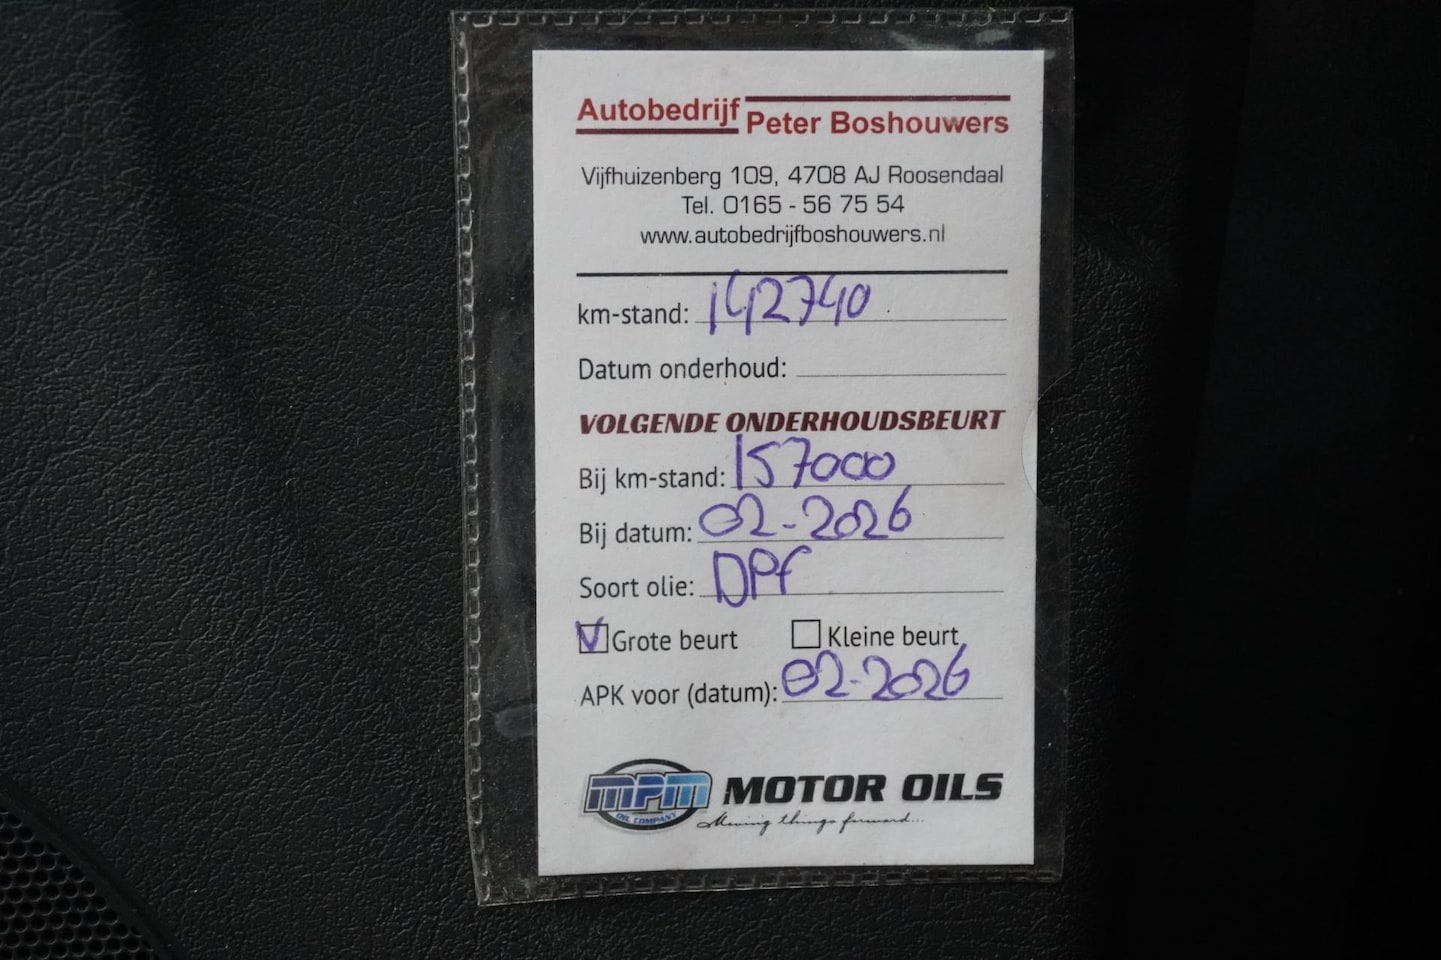 Autobedrijf Peter Boshouwers
Vijfhuizenberg 109, 4708 AJ Roosendaal
Tel. 0165 - 56 75 54
www.autobedrijfboshouwers.nl
km-stand: 142740
Datum onderhoud:
VOLGENDE ONDERHOUDSBEURT
Bij km-stand: 157000
Bij datum: 02-2026
Soort olie: DPf
Grote beurt Kleine beurt
APK voor (datum): 02-2026
MPM MOTOR OILS
OIL COMPANY Moving things forward...